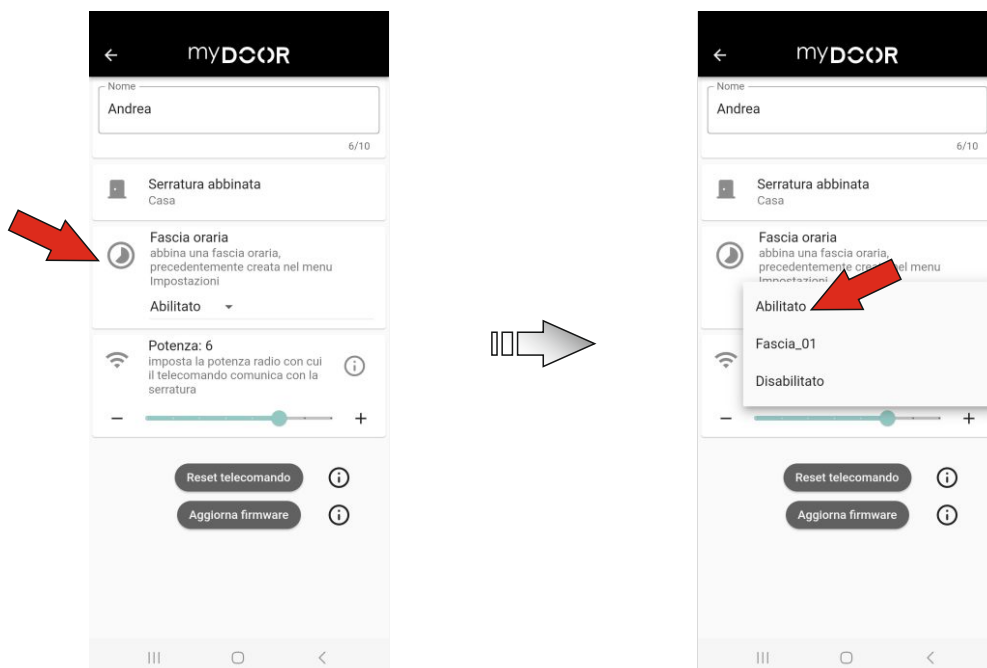 myDOOR
Nome
Andrea
6/10
Serratura abbinata
Casa
Fascia oraria
abbina una fascia oraria,
precedentemente creata nel menu
Impostazioni
Abilitato
Potenza: 6
imposta la potenza radio con cui
il telecomando comunica con la
serratura
Reset telecomando
Aggiorna firmware
myDOOR
Nome
Andrea
6/10
Serratura abbinata
Casa
Fascia oraria
abbina una fascia oraria,
precedentemente nel menu
Impostazioni
Abilitato
Fascia_01
Disabilitato
Reset telecomando
Aggiorna firmware